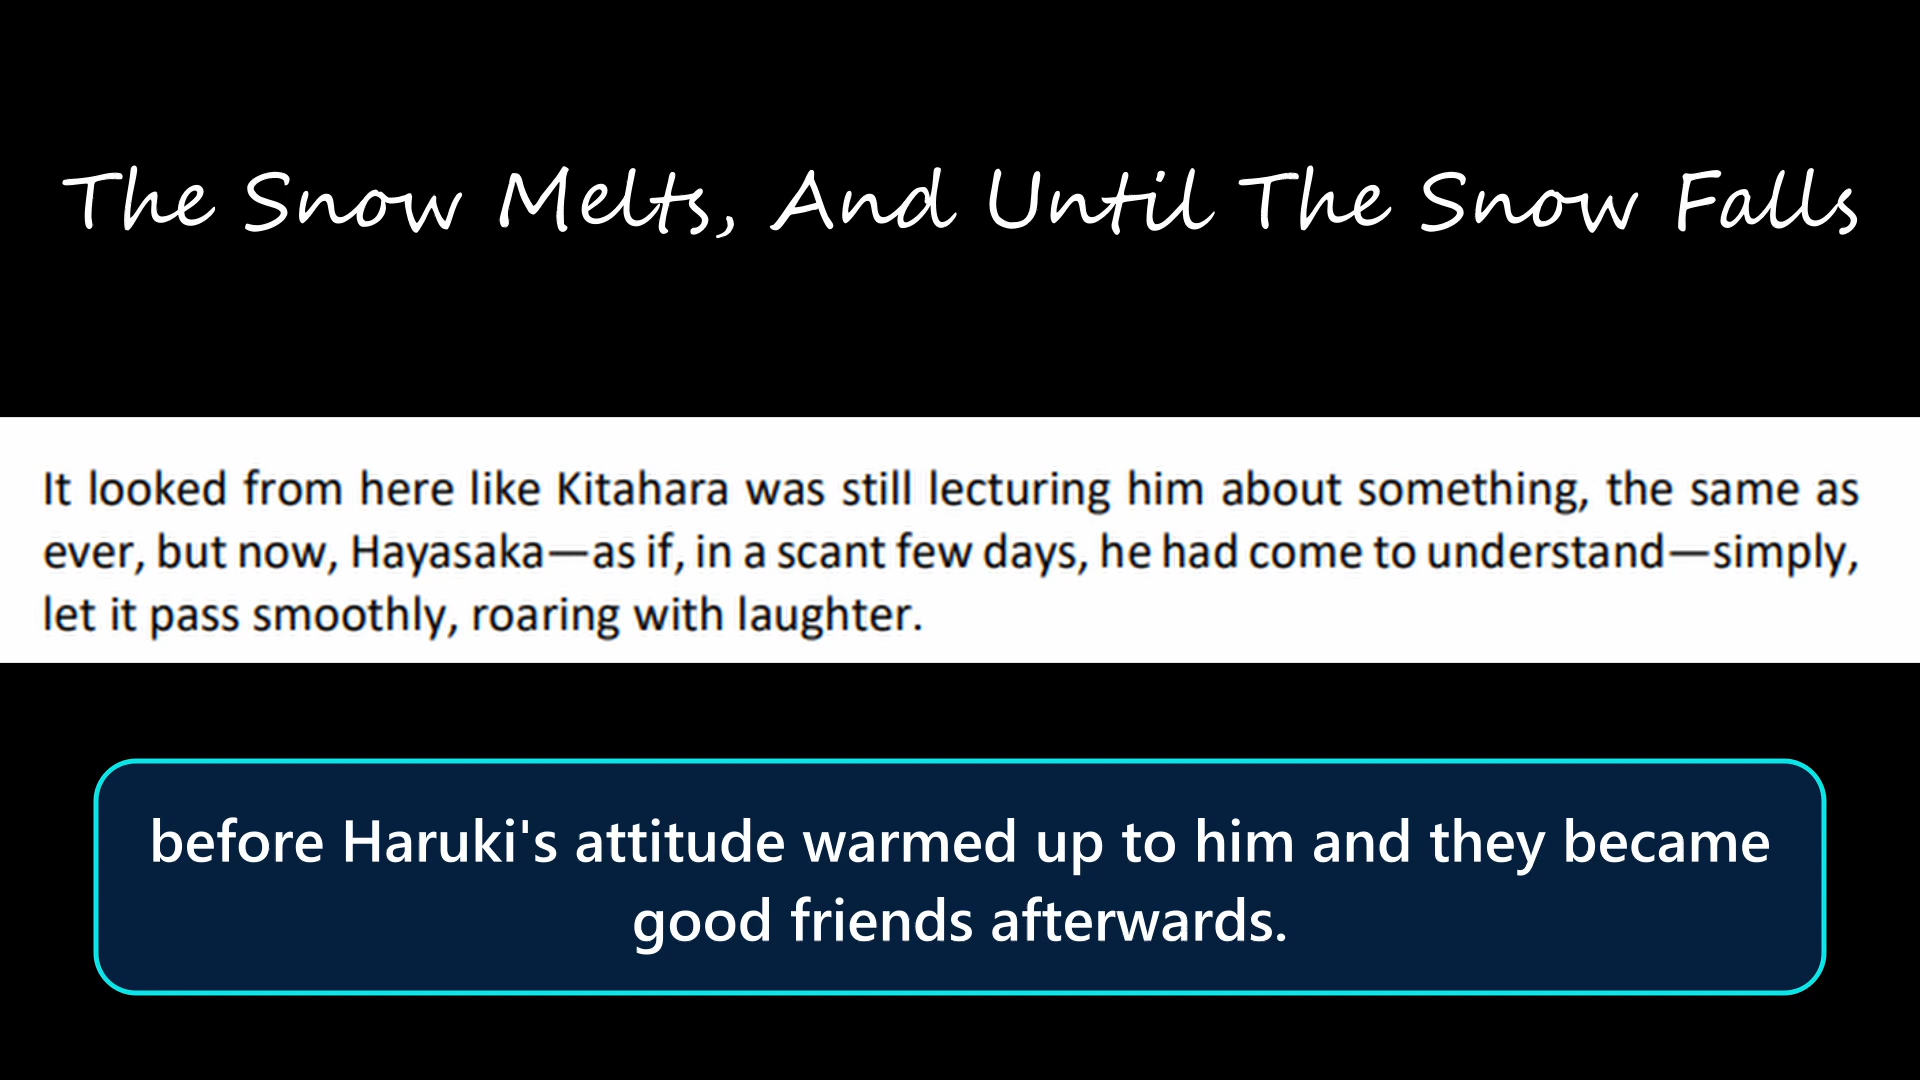 The Snow Melts, And Until The Snow Falls
It looked from here like Kitahara was still lecturing him about something, the same as
ever, but now, Hayasaka—as if, in a scant few days, he had come to understand—simply,
let it pass smoothly, roaring with laughter.
before Haruki's attitude warmed up to him and they became
good friends afterwards.